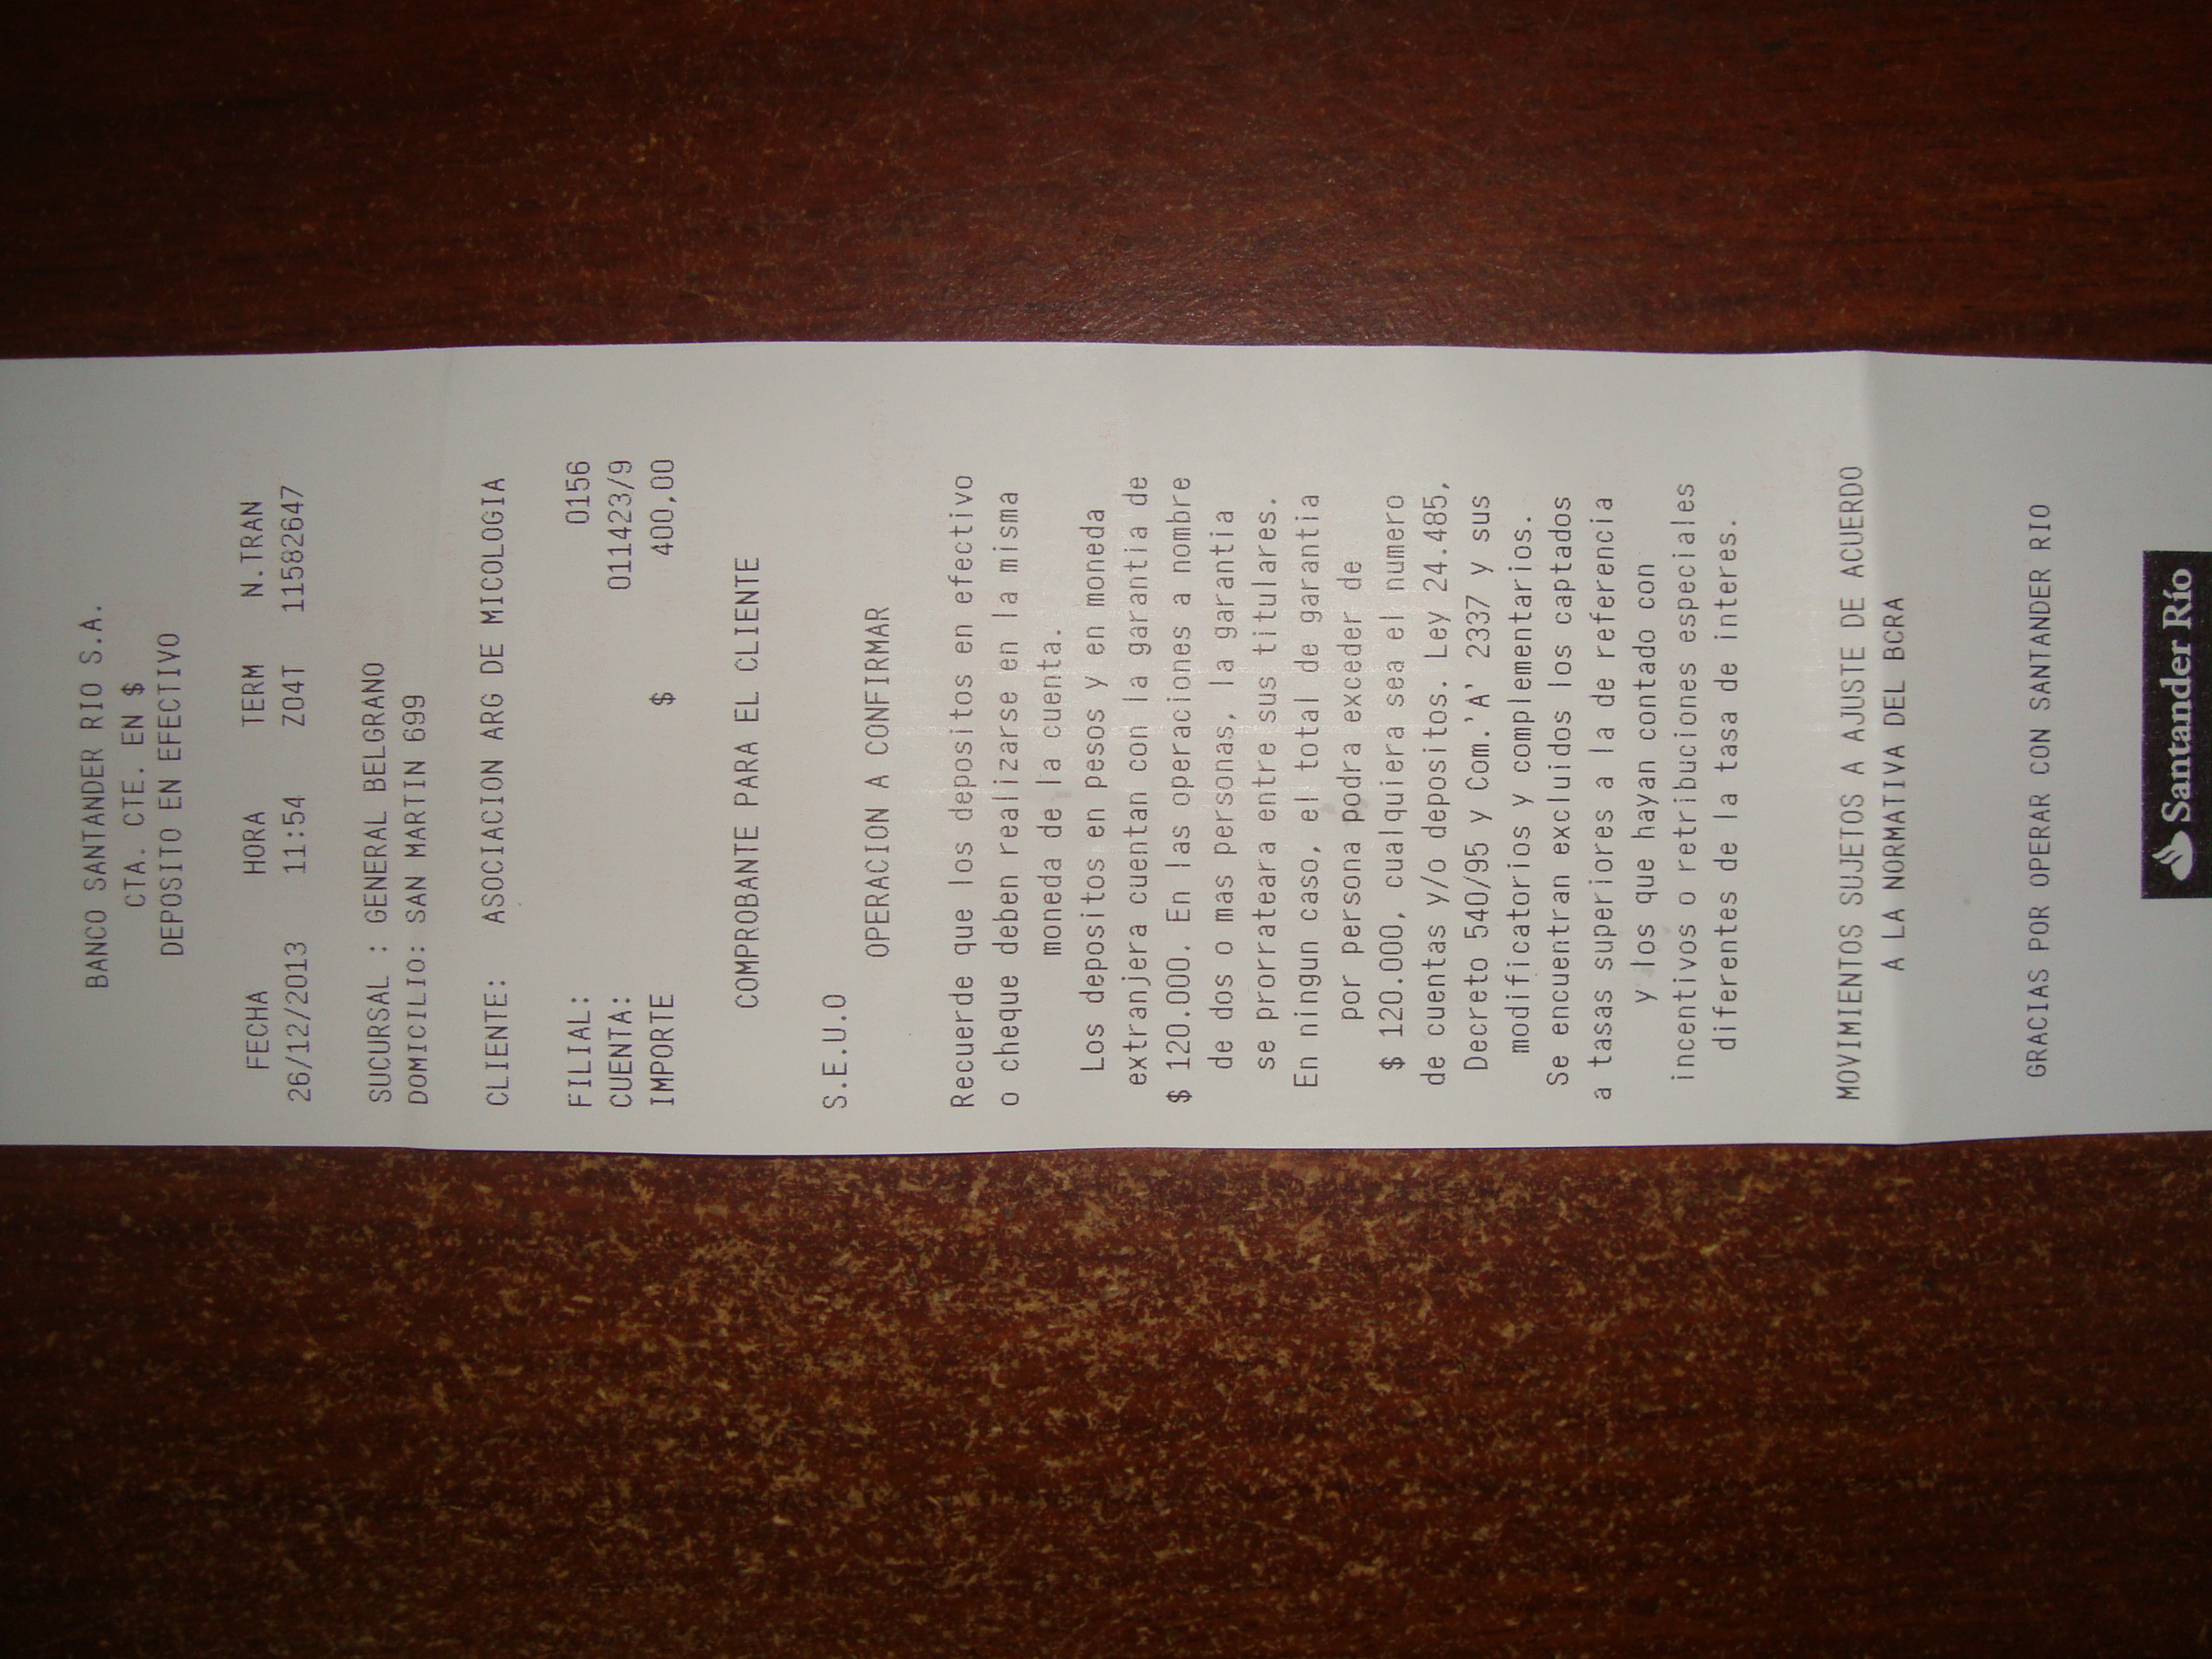 BANCO SANTANDER RIO S.A.
CTA. CTE. EN $
DEPOSITO EN EFECTIVO
FECHA HORA TERM N.TRAN
26/12/2013 11:54 Z04T 11582647
SUCURSAL : GENERAL BELGRANO
DOMICILIO: SAN MARTIN 699
CLIENTE: ASOCIACION ARG DE MICOLOGIA
FILIAL: 0156
CUENTA: 011423/9
IMPORTE $ 400,00
COMPROBANTE PARA EL CLIENTE
S.E.U.O
OPERACION A CONFIRMAR
Recuerde que los depositos en efectivo
o cheque deben realizarse en la misma
moneda de la cuenta.
Los depositos en pesos y en moneda
extranjera cuentan con la garantia de
$ 120.000. En las operaciones a nombre
de dos o mas personas, la garantia
se prorrateara entre sus titulares.
En ningun caso, el total de garantia
por persona podra exceder de
$ 120.000, cualquiera sea el numero
de cuentas y/o depositos. Ley 24.485,
Decreto 540/95 y Com.'A' 2337 y sus
modificatorios y complementarios.
Se encuentran excluidos los captados
a tasas superiores a la de referencia
y los que hayan contado con
incentivos o retribuciones especiales
diferentes de la tasa de interes.
MOVIMIENTOS SUJETOS A AJUSTE DE ACUERDO
A LA NORMATIVA DEL BCRA
GRACIAS POR OPERAR CON SANTANDER RIO
Santander Río